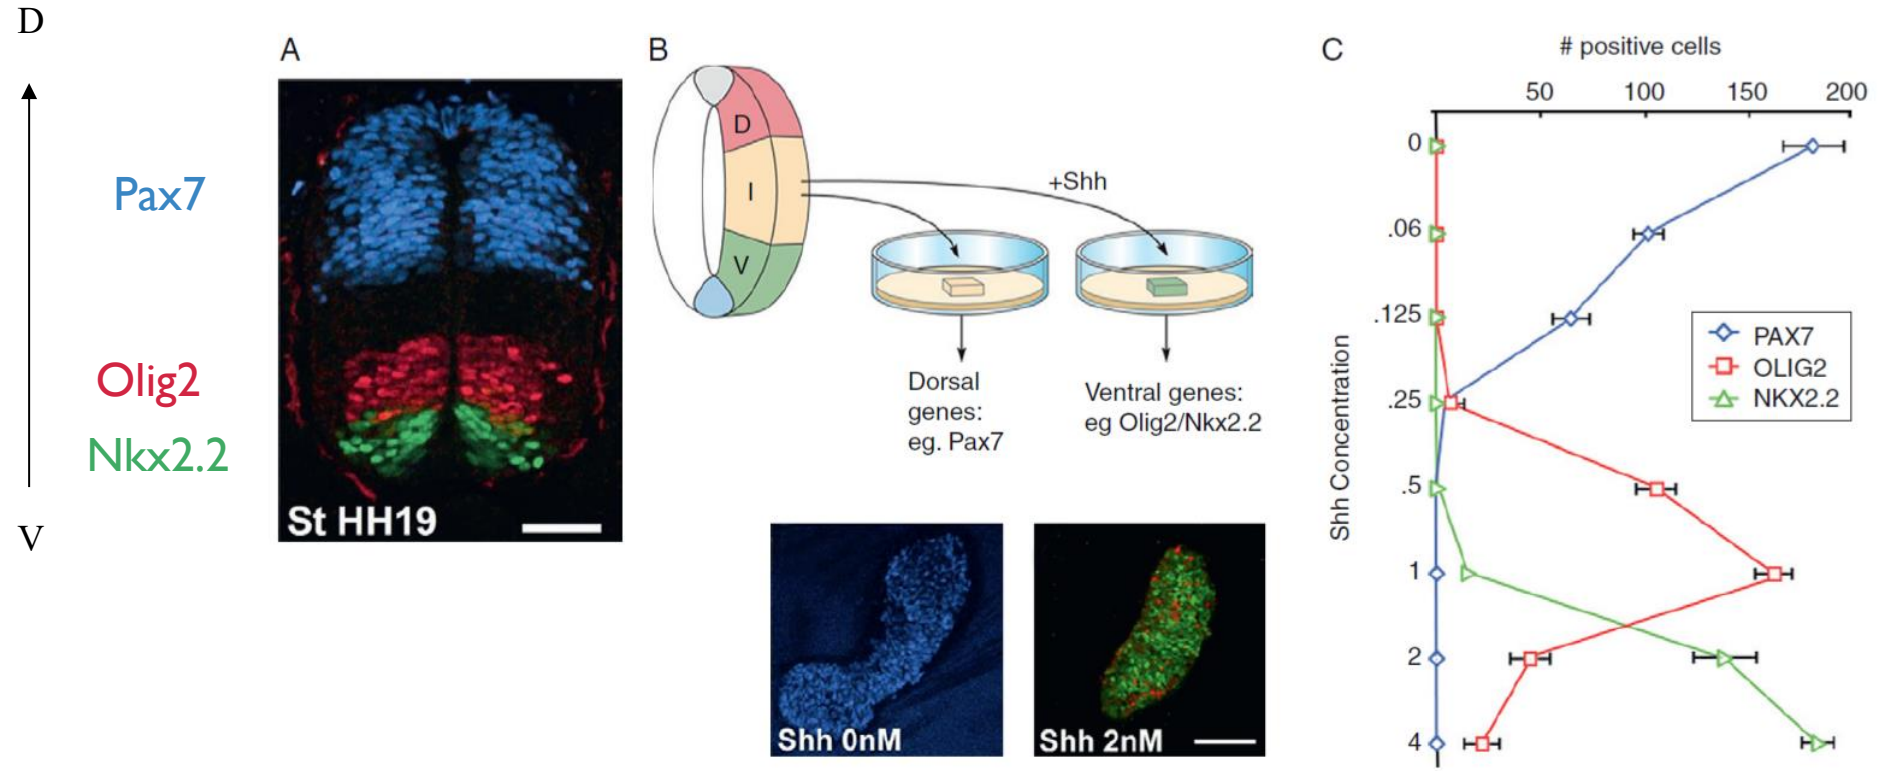 D
Pax7
Olig2
Nkx2.2
V
A
St HH19
B
D
I
V
+Shh
Dorsal
genes:
eg. Pax7
Ventral genes:
eg Olig2/Nkx2.2
Shh 0nM
Shh 2nM
C
# positive cells
50 100 150 200
Shh Concentration
0
.06
.125
.25
.5
1
2
4
PAX7
OLIG2
NKX2.2